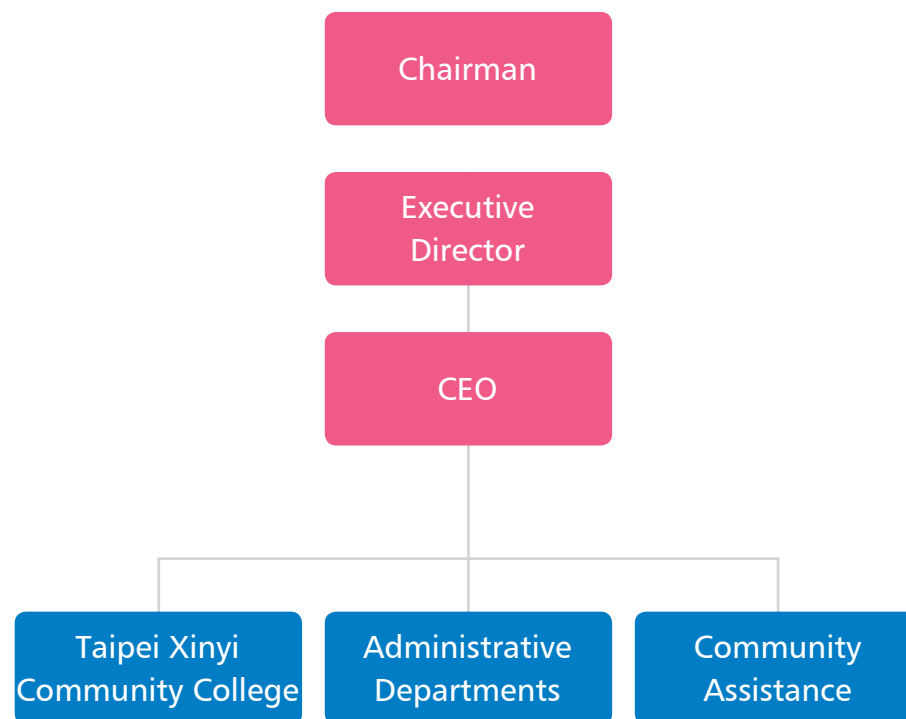 Chairman
Executive
Director
CEO
Taipei Xinyi
Community College
Administrative
Departments
Community
Assistance